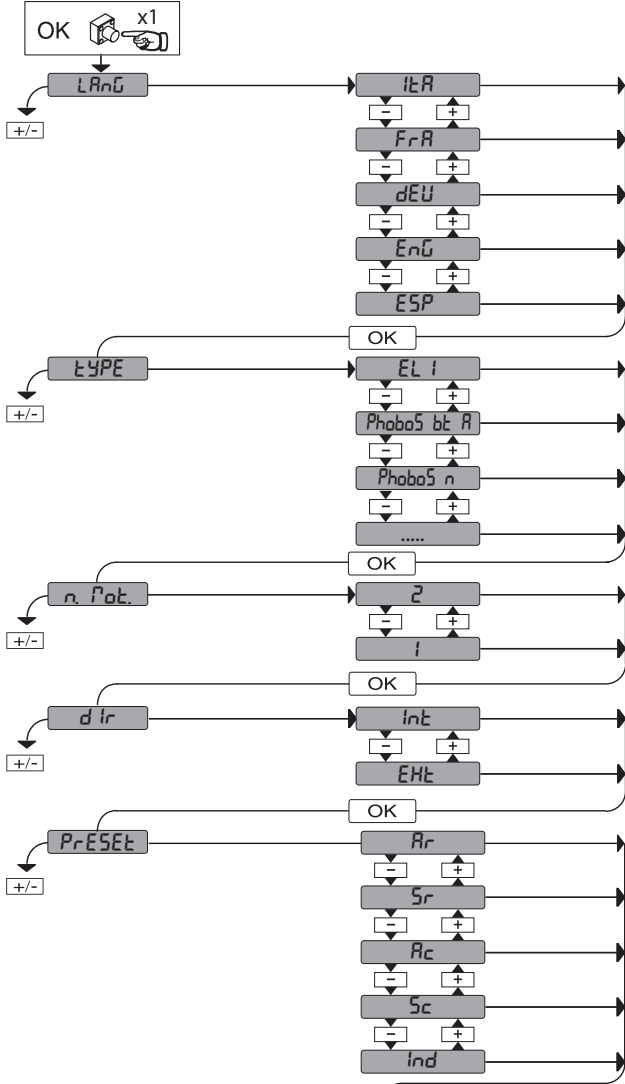 OK x1
LAnG ItA
- +
+/-
FrA
- +
dEU
- +
EnG
- +
ESP
OK
tYPE EL 1
- +
+/-
PhoboS bt A
- +
PhoboS n
- +
.....
OK
n. Mot. 2
- +
+/-
1
OK
dIr Int
- +
+/-
EHt
OK
PrESEt Ar
- +
+/-
Sr
- +
Ac
- +
Sc
- +
Ind